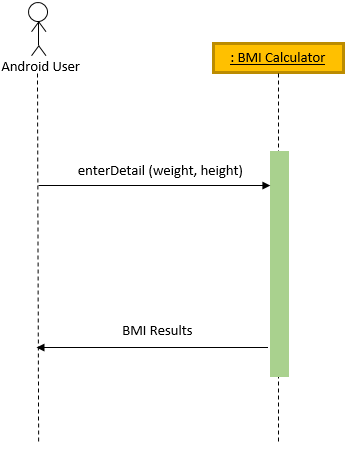 Android User
: BMI Calculator
enterDetail (weight, height)
BMI Results